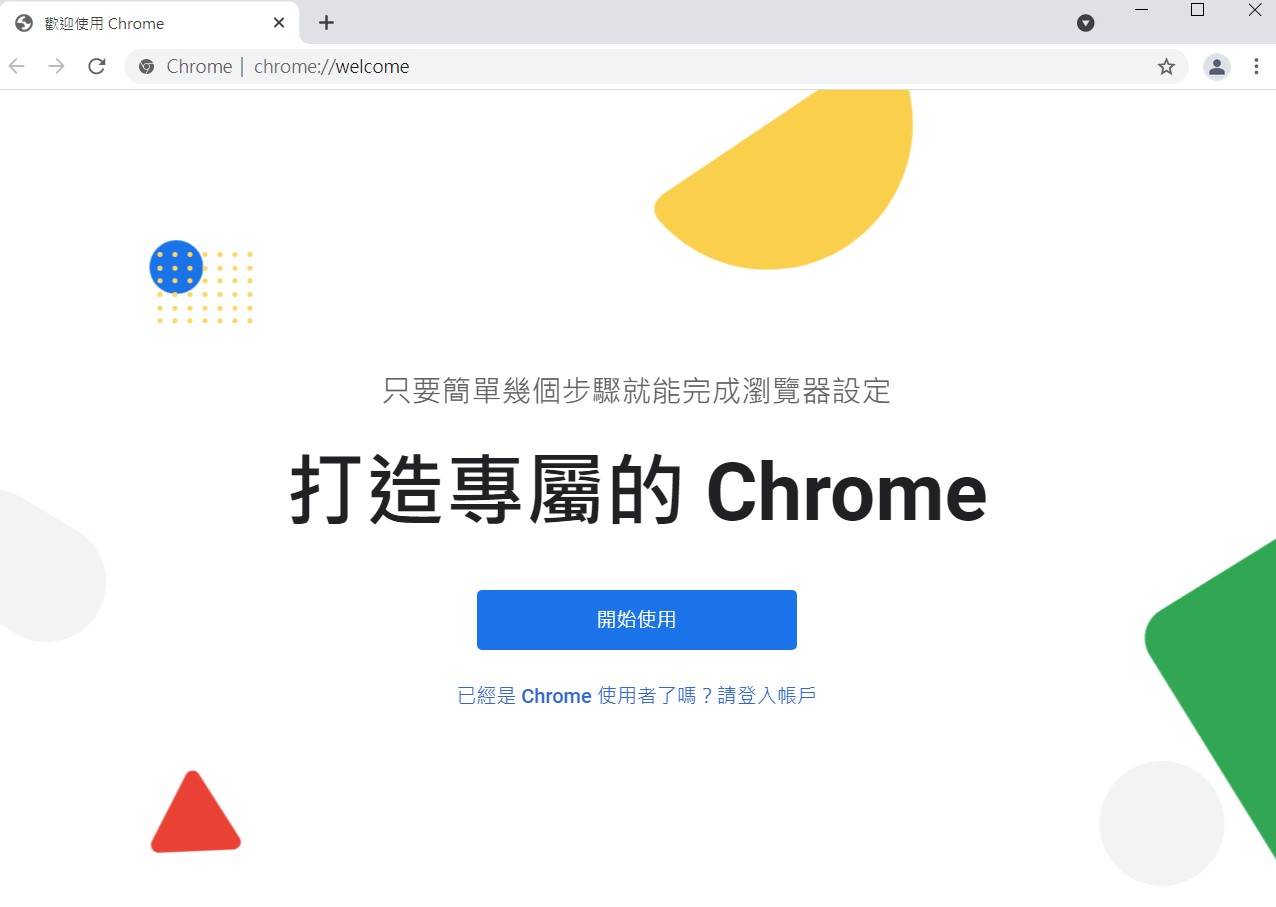 歡迎使用 Chrome
Chrome | chrome://welcome
只要簡單幾個步驟就能完成瀏覽器設定
打造專屬的 Chrome
開始使用
已經是 Chrome 使用者了嗎？請登入帳戶